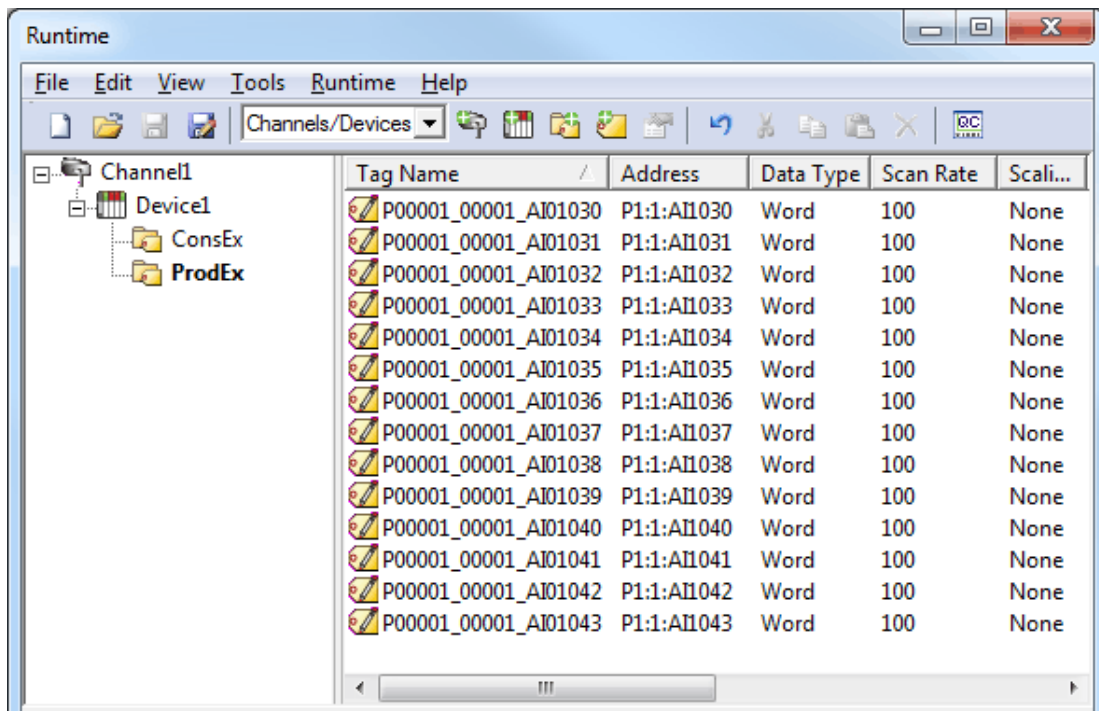 Runtime
File Edit View Tools Runtime Help
Channels/Devices QC
Channel1
Device1
ConsEx
ProdEx
Tag Name Address Data Type Scan Rate Scali...
P00001_00001_AI01030 P1:1:AI1030 Word 100 None
P00001_00001_AI01031 P1:1:AI1031 Word 100 None
P00001_00001_AI01032 P1:1:AI1032 Word 100 None
P00001_00001_AI01033 P1:1:AI1033 Word 100 None
P00001_00001_AI01034 P1:1:AI1034 Word 100 None
P00001_00001_AI01035 P1:1:AI1035 Word 100 None
P00001_00001_AI01036 P1:1:AI1036 Word 100 None
P00001_00001_AI01037 P1:1:AI1037 Word 100 None
P00001_00001_AI01038 P1:1:AI1038 Word 100 None
P00001_00001_AI01039 P1:1:AI1039 Word 100 None
P00001_00001_AI01040 P1:1:AI1040 Word 100 None
P00001_00001_AI01041 P1:1:AI1041 Word 100 None
P00001_00001_AI01042 P1:1:AI1042 Word 100 None
P00001_00001_AI01043 P1:1:AI1043 Word 100 None